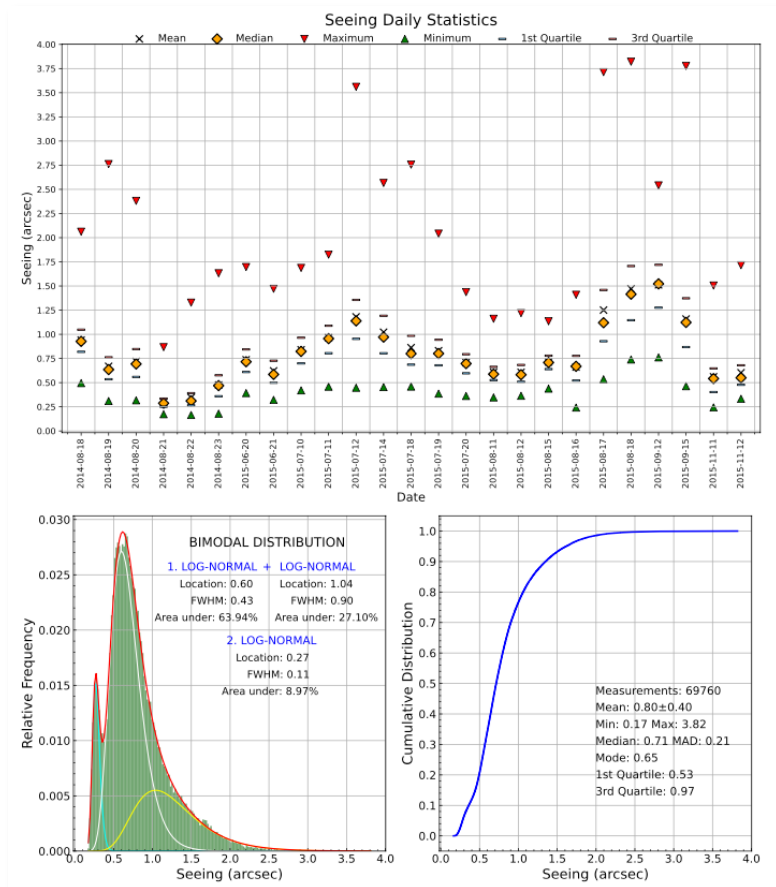 Seeing Daily Statistics
Mean Median Maximum Minimum 1st Quartile 3rd Quartile
4.00
3.75
3.50
3.25
3.00
2.75
2.50
2.25
2.00
1.75
1.50
1.25
1.00
0.75
0.50
0.25
0.00
Seeing (arcsec)
2014-08-18
2014-08-19
2014-08-20
2014-08-21
2014-08-22
2014-08-23
2015-06-20
2015-06-21
2015-07-10
2015-07-11
2015-07-12
2015-07-14
2015-07-18
2015-07-19
2015-07-20
2015-08-11
2015-08-12
2015-08-15
2015-08-16
2015-08-17
2015-08-18
2015-09-12
2015-09-15
2015-11-11
2015-11-12
Date
0.030
0.025
0.020
0.015
0.010
0.005
0.000
Relative Frequency
BIMODAL DISTRIBUTION
1. LOG-NORMAL + LOG-NORMAL
Location: 0.60 Location: 1.04
FWHM: 0.43 FWHM: 0.90
Area under: 63.94% Area under: 27.10%
2. LOG-NORMAL
Location: 0.27
FWHM: 0.11
Area under: 8.97%
0.0 0.5 1.0 1.5 2.0 2.5 3.0 3.5 4.0
Seeing (arcsec)
1.0
0.9
0.8
0.7
0.6
0.5
0.4
0.3
0.2
0.1
0.0
Cumulative Distribution
Measurements: 69760
Mean: 0.80±0.40
Min: 0.17 Max: 3.82
Median: 0.71 MAD: 0.21
Mode: 0.65
1st Quartile: 0.53
3rd Quartile: 0.97
0.0 0.5 1.0 1.5 2.0 2.5 3.0 3.5 4.0
Seeing (arcsec)